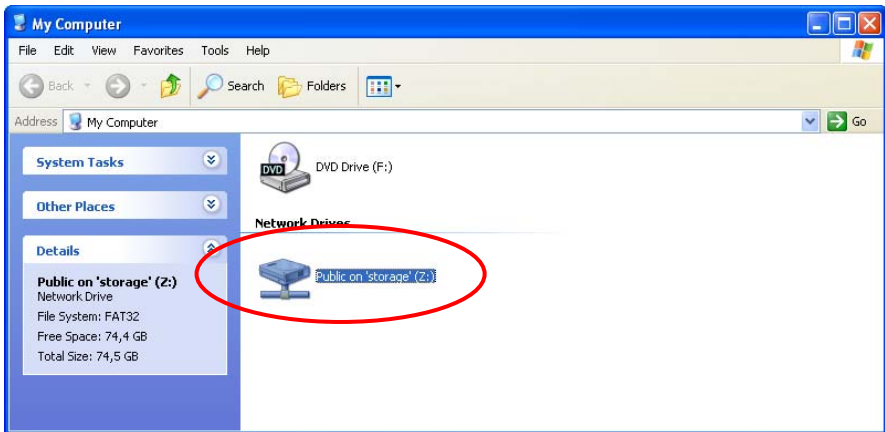 My Computer
File Edit View Favorites Tools Help
Back Search Folders
Address My Computer Go
System Tasks
Other Places
Details
Public on 'storage' (Z:)
Network Drive
File System: FAT32
Free Space: 74,4 GB
Total Size: 74,5 GB
DVD DVD Drive (F:)
Network Drives
Public on 'storage' (Z:)